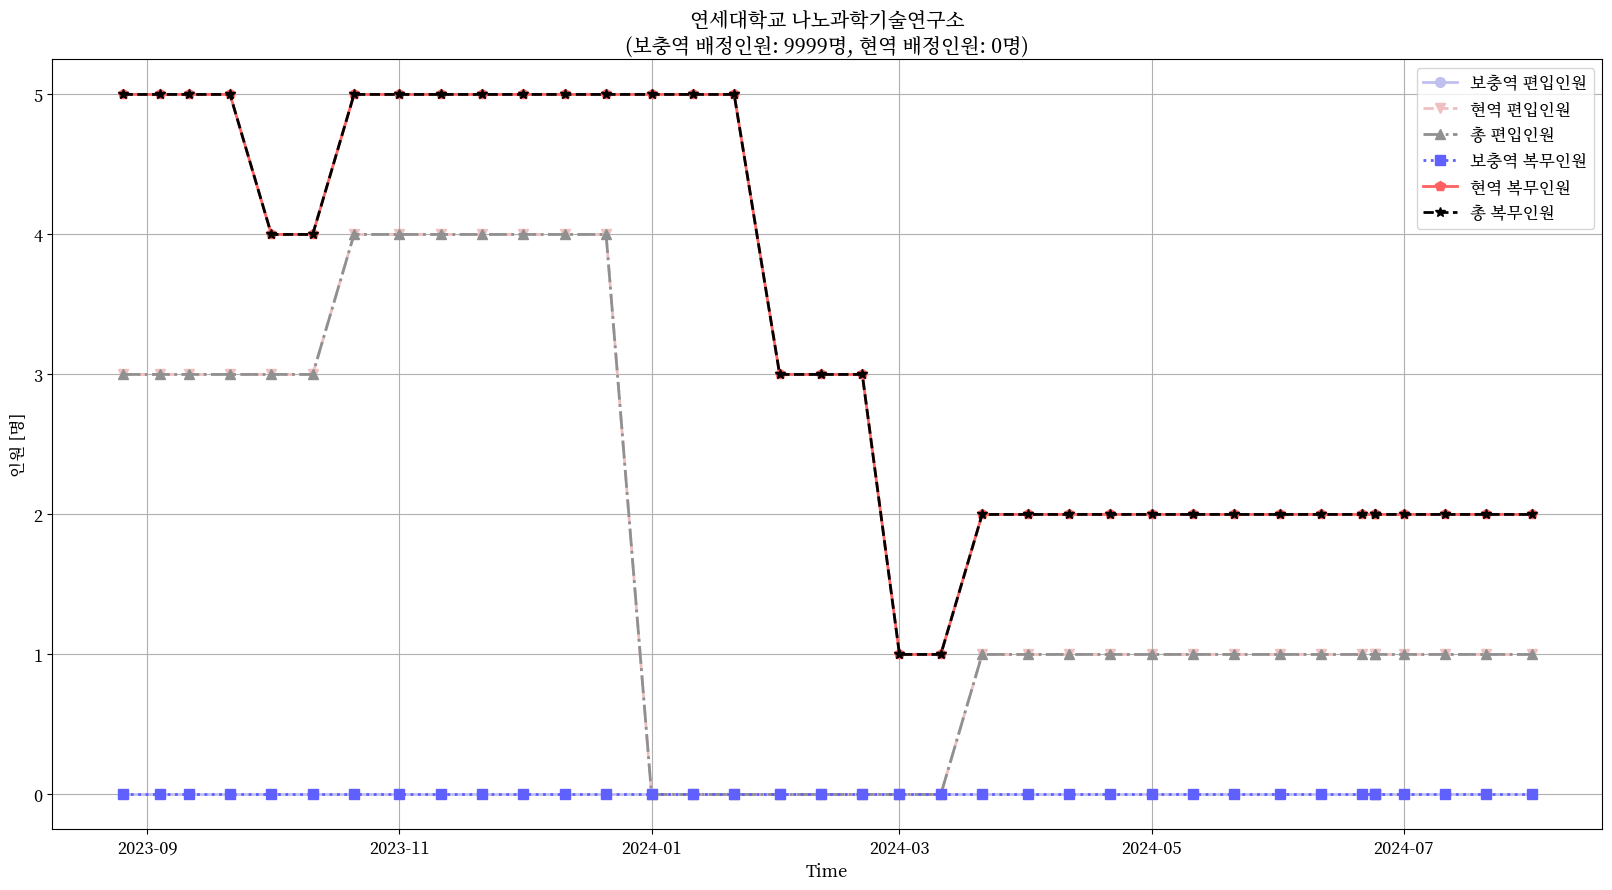 연세대학교 나노과학기술연구소
(보충역 배정인원: 9999명, 현역 배정인원: 0명)
보충역 편입인원
현역 편입인원
총 편입인원
보충역 복무인원
현역 복무인원
총 복무인원
인원 [명]
5
4
3
2
1
0
2023-09
2023-11
2024-01
2024-03
2024-05
2024-07
Time